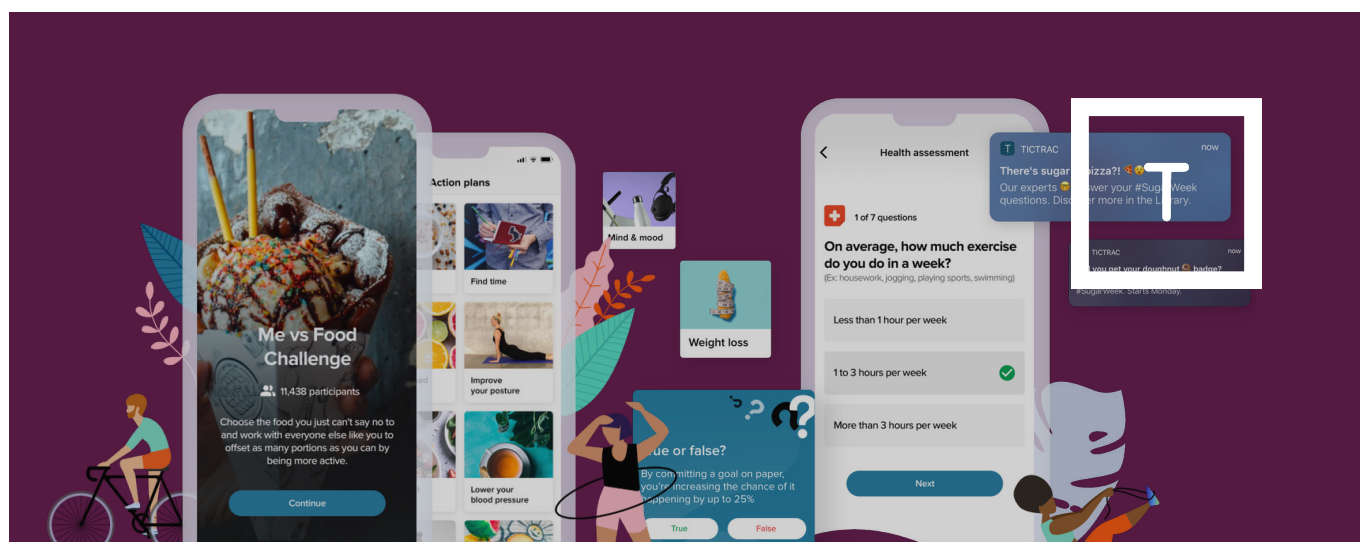 Me vs Food
Challenge
11,438 participants
Choose the food you just can't say no to
and work with everyone else like you to
offset as many portions as you can by
being more active.
Continue
Action plans
Find time
Improve
your posture
Lower your
blood pressure
Mind & mood
Weight loss
or false?
By committing a goal on paper,
you're increasing the chance of it
happening by up to 25%
True
False
Health assessment
1 of 7 questions
On average, how much exercise
do you do in a week?
(Ex: housework, jogging, playing sports, swimming)
Less than 1 hour per week
1 to 3 hours per week
More than 3 hours per week
Next
T TICTRAC
now
There's sugar pizza?!
Our experts your #Sugar Week
questions. more in the Library.
T
TICTRAC
now
you get your doughnut badge?
#SugarWeek. Starts Monday.